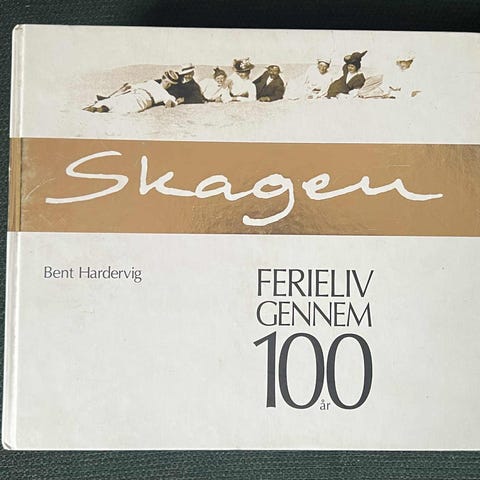 Skagen
Bent Hardervig
FERIELIV
GENNEM
100
år